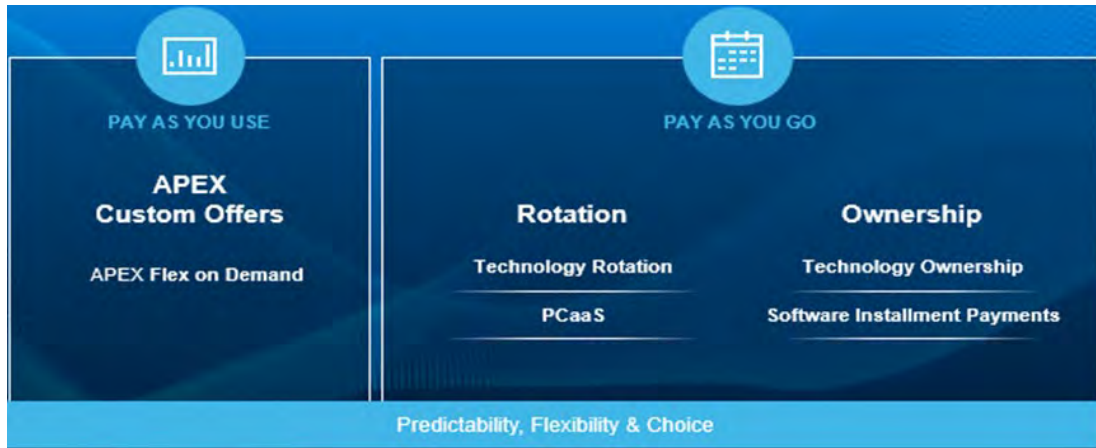 PAY AS YOU USE
APEX
Custom Offers
APEX Flex on Demand
PAY AS YOU GO
Rotation
Technology Rotation
PCaaS
Ownership
Technology Ownership
Software Installment Payments
Predictability, Flexibility & Choice